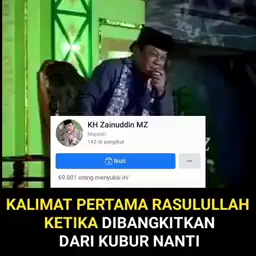 KH Zainuddin MZ
Majalah
142 rb pengikut
Ikuti
69.001 orang menyukai ini
KALIMAT PERTAMA RASULULLAH
KETIKA DIBANGKITKAN
DARI KUBUR NANTI